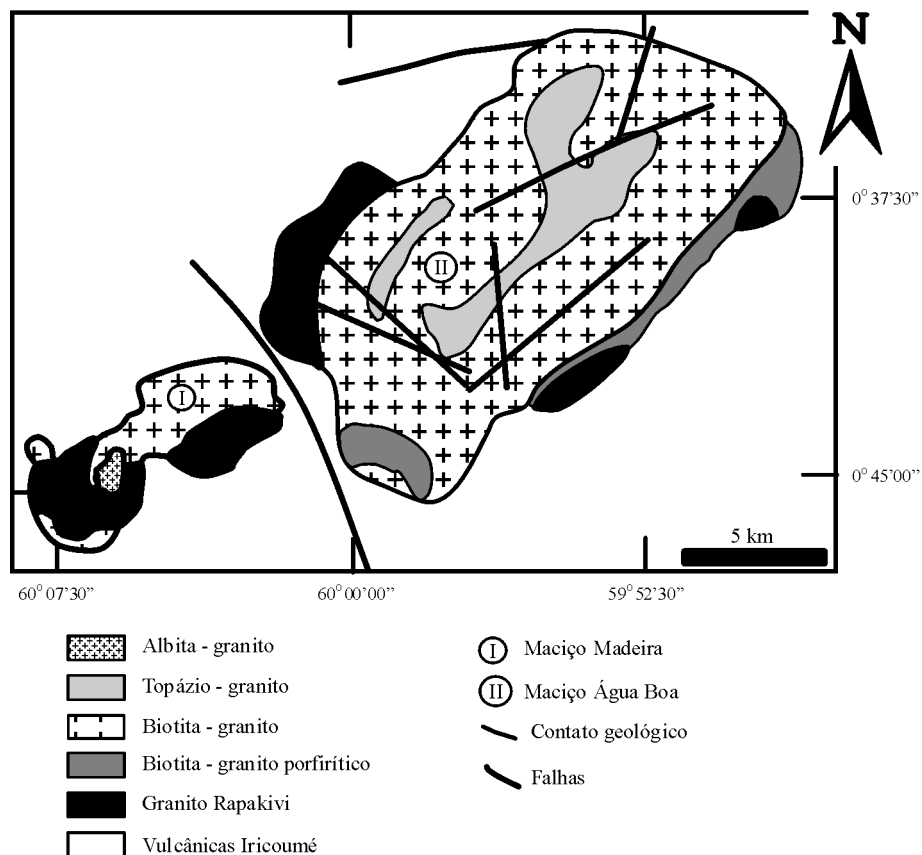 N
0° 37'30"
II
I
0° 45'00"
5 km
60° 07'30" 60° 00'00" 59° 52'30"
Albita - granito
Topázio - granito
Biotita - granito
Biotita - granito porfirítico
Granito Rapakivi
Vulcânicas Iricoumé
I Maciço Madeira
II Maciço Água Boa
Contato geológico
Falhas